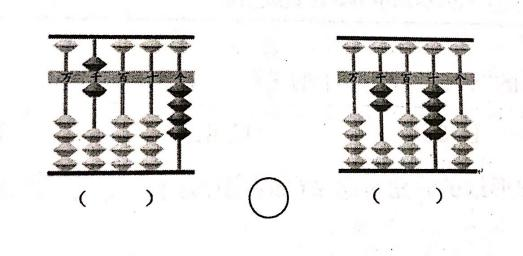 万 千 百 十 个 万 千 百 十 个
(    ) ○ (    )